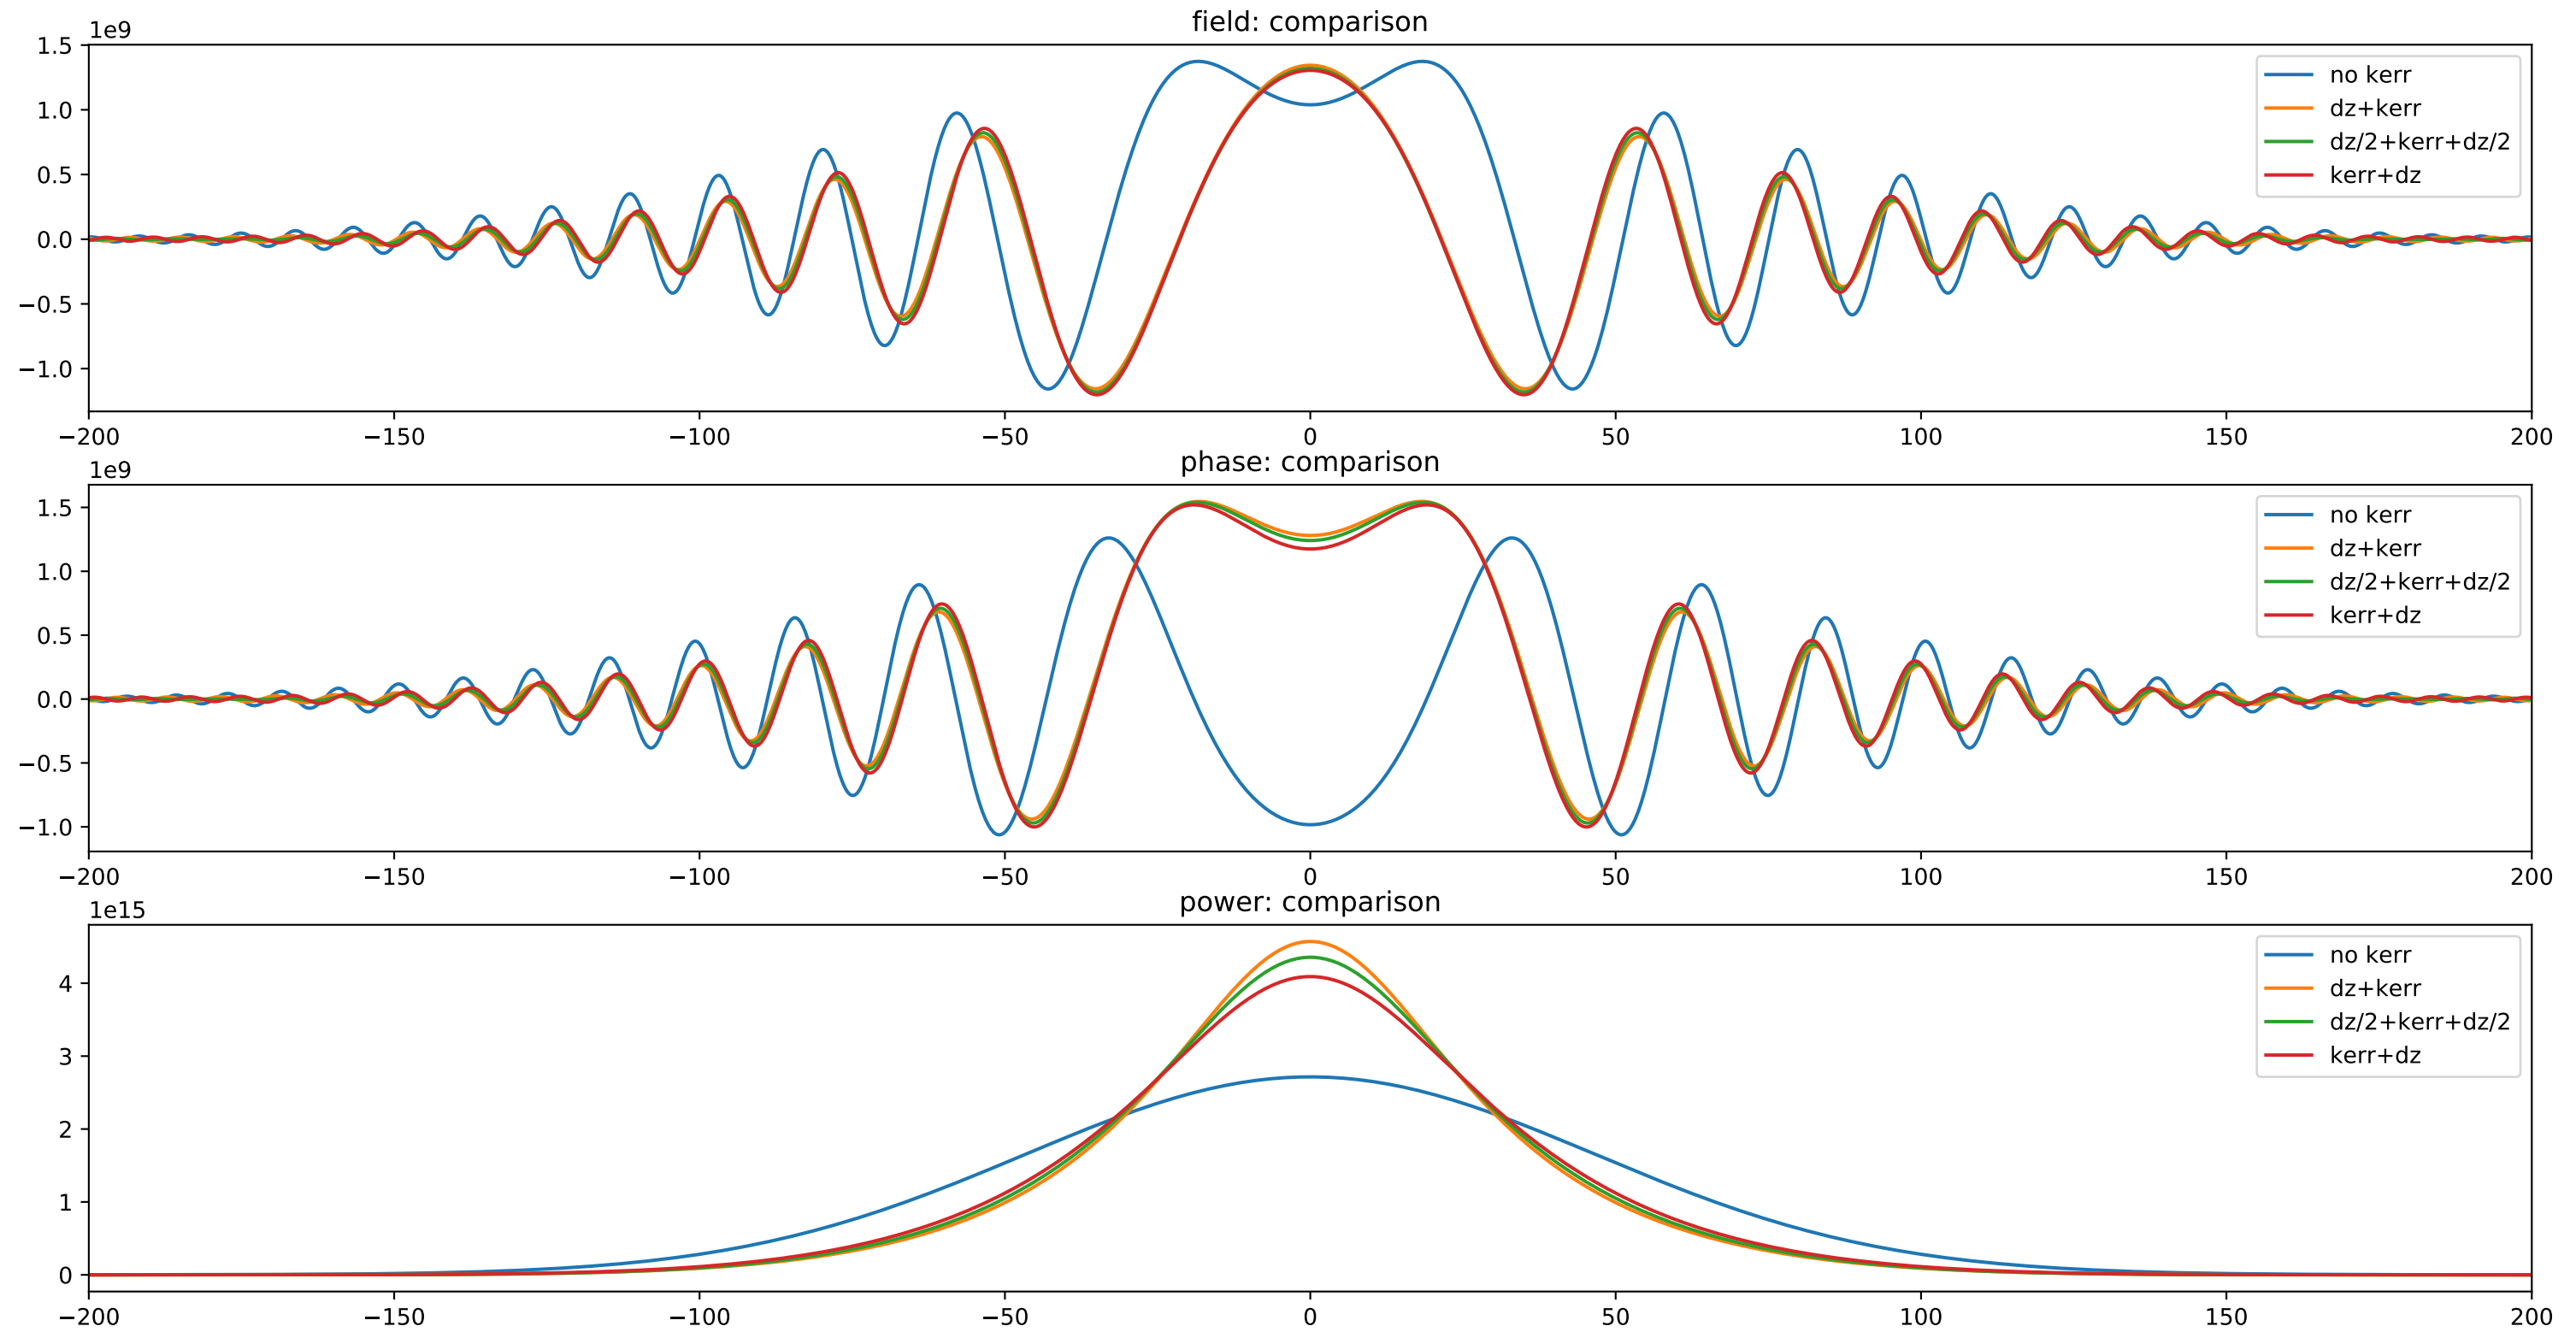 field: comparison
1e9
1.5
1.0
0.5
0.0
−0.5
−1.0
no kerr
dz+kerr
dz/2+kerr+dz/2
kerr+dz
−200 −150 −100 −50 0 50 100 150 200
phase: comparison
1e9
1.5
1.0
0.5
0.0
−0.5
−1.0
no kerr
dz+kerr
dz/2+kerr+dz/2
kerr+dz
−200 −150 −100 −50 0 50 100 150 200
power: comparison
1e15
4
3
2
1
0
no kerr
dz+kerr
dz/2+kerr+dz/2
kerr+dz
−200 −150 −100 −50 0 50 100 150 200